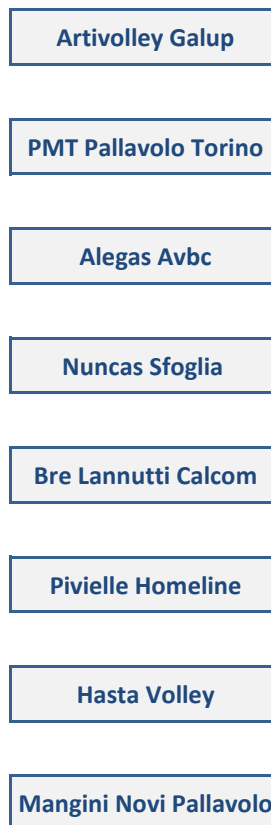 Artivolley Galup
PMT Pallavolo Torino
Alegas Avbc
Nuncas Sfoglia
Bre Lannutti Calcom
Pivielle Homeline
Hasta Volley
Mangini Novi Pallavolo